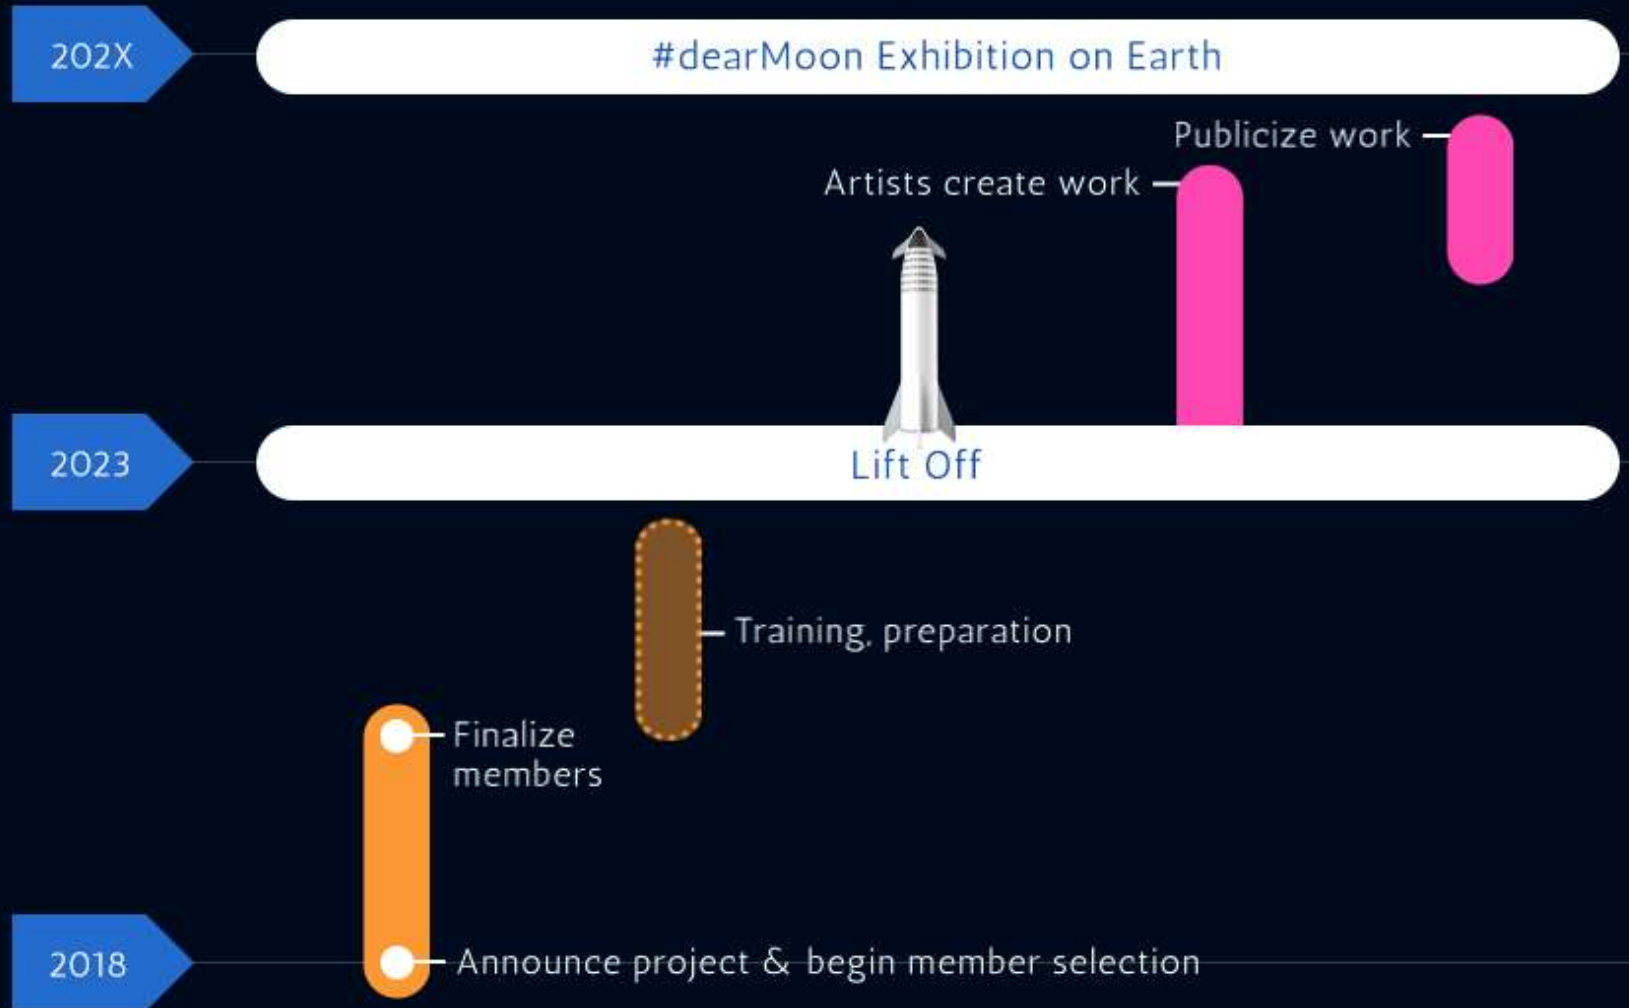 202X
#dearMoon Exhibition on Earth
Publicize work
Artists create work
2023
Lift Off
Training, preparation
Finalize
members
2018
Announce project & begin member selection